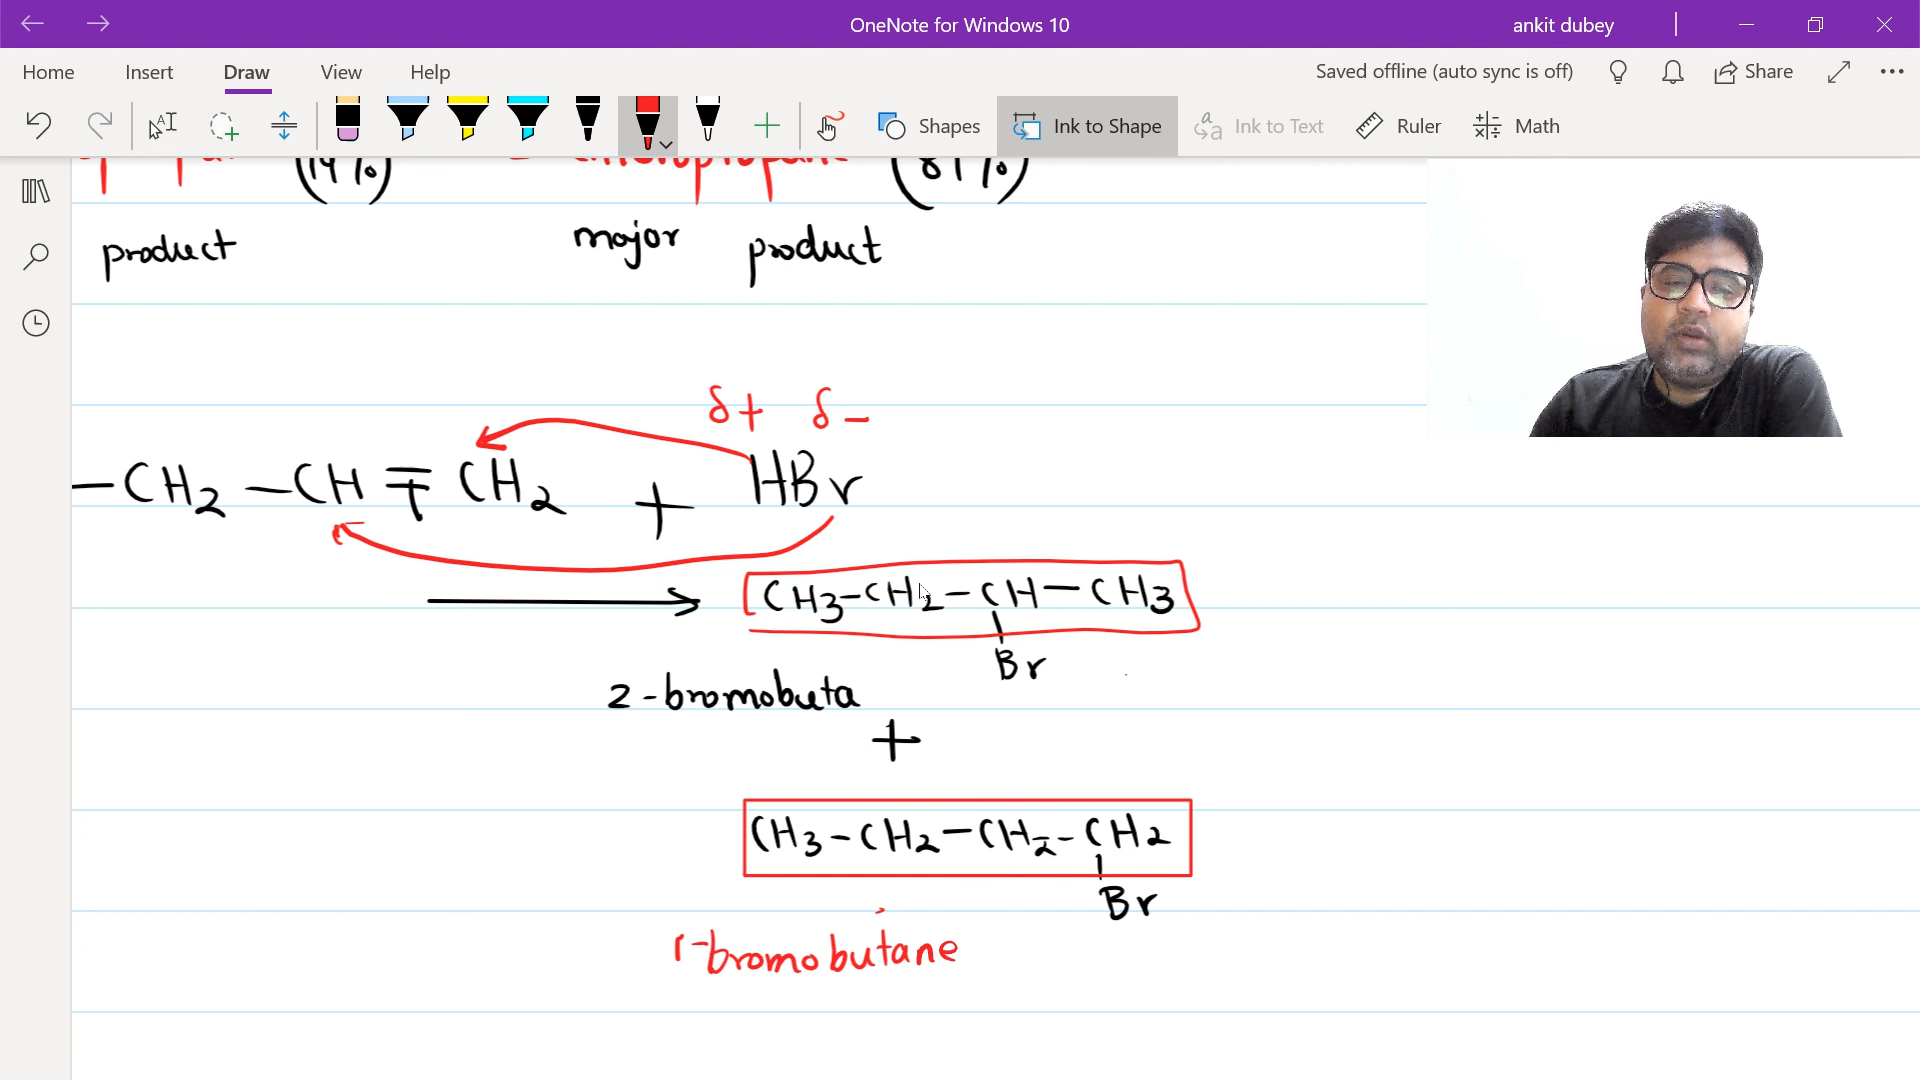 OneNote for Windows 10
ankit dubey
Home Insert Draw View Help
Saved offline (auto sync is off)
Share
Shapes
Ink to Shape
Ink to Text
Ruler
Math
(19%)
(81%)
product
major product
δ+ δ-
-CH2-CH=CH2 + HBr
CH3-CH2-CH-CH3
Br
2-bromobuta
+
CH3-CH2-CH2-CH2
Br
1-bromobutane